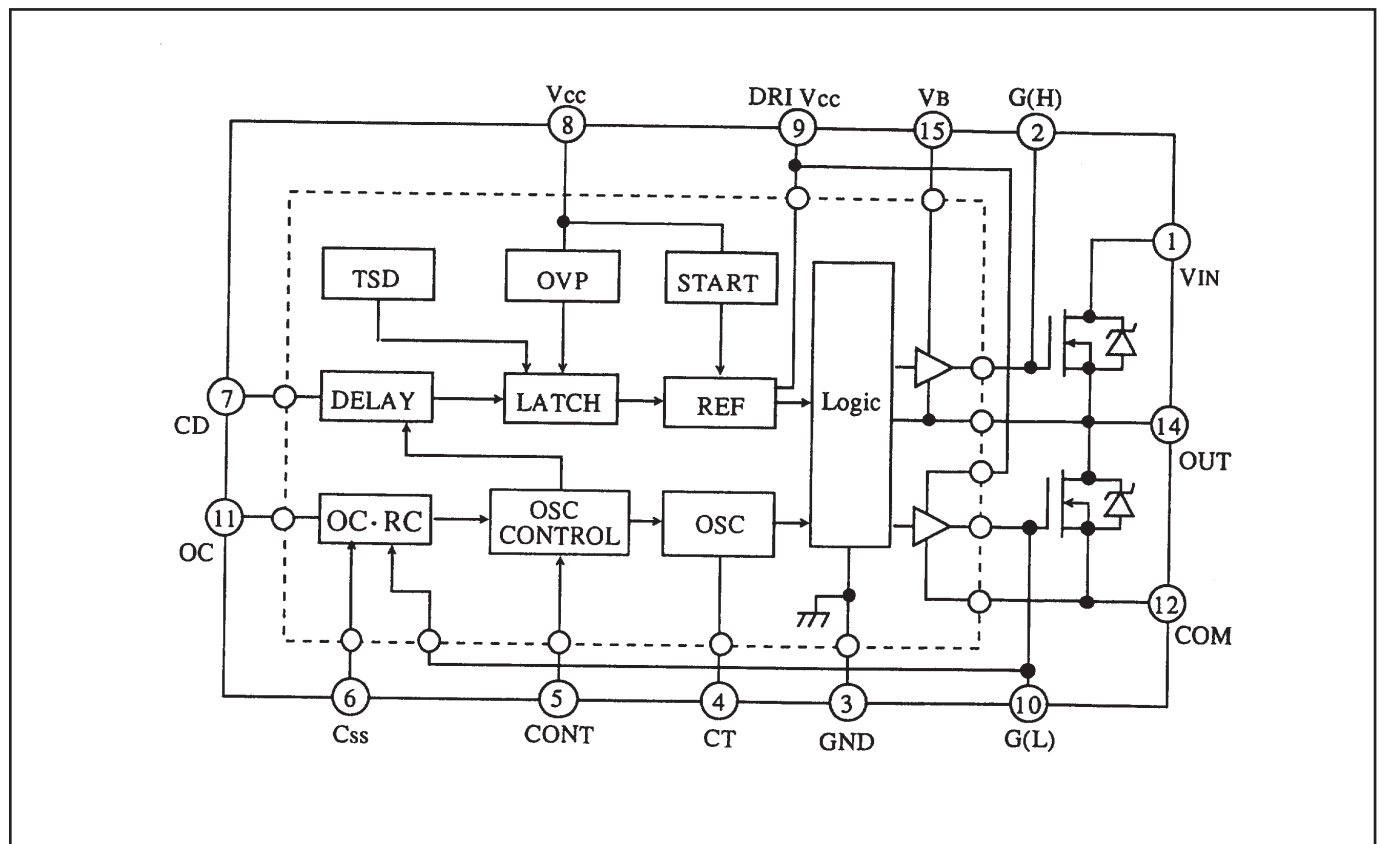 Vcc
DRI Vcc
VB
G(H)
8
9
15
2
1
VIN
TSD
OVP
START
7
CD
DELAY
LATCH
REF
Logic
14
OUT
11
OC
OC·RC
OSC
CONTROL
OSC
12
COM
6
5
4
3
10
Css
CONT
CT
GND
G(L)